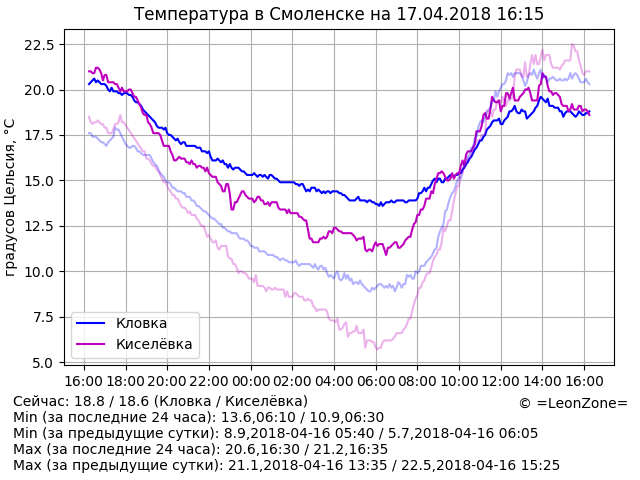 Температура в Смоленске на 17.04.2018 16:15
градусов Цельсия, °C
22.5
20.0
17.5
15.0
12.5
10.0
7.5
5.0
Кловка
Киселёвка
16:00 18:00 20:00 22:00 00:00 02:00 04:00 06:00 08:00 10:00 12:00 14:00 16:00
Сейчас: 18.8 / 18.6 (Кловка / Киселёвка)
© =LeonZone=
Min (за последние 24 часа): 13.6,06:10 / 10.9,06:30
Min (за предыдущие сутки): 8.9,2018-04-16 05:40 / 5.7,2018-04-16 06:05
Max (за последние 24 часа): 20.6,16:30 / 21.2,16:35
Max (за предыдущие сутки): 21.1,2018-04-16 13:35 / 22.5,2018-04-16 15:25